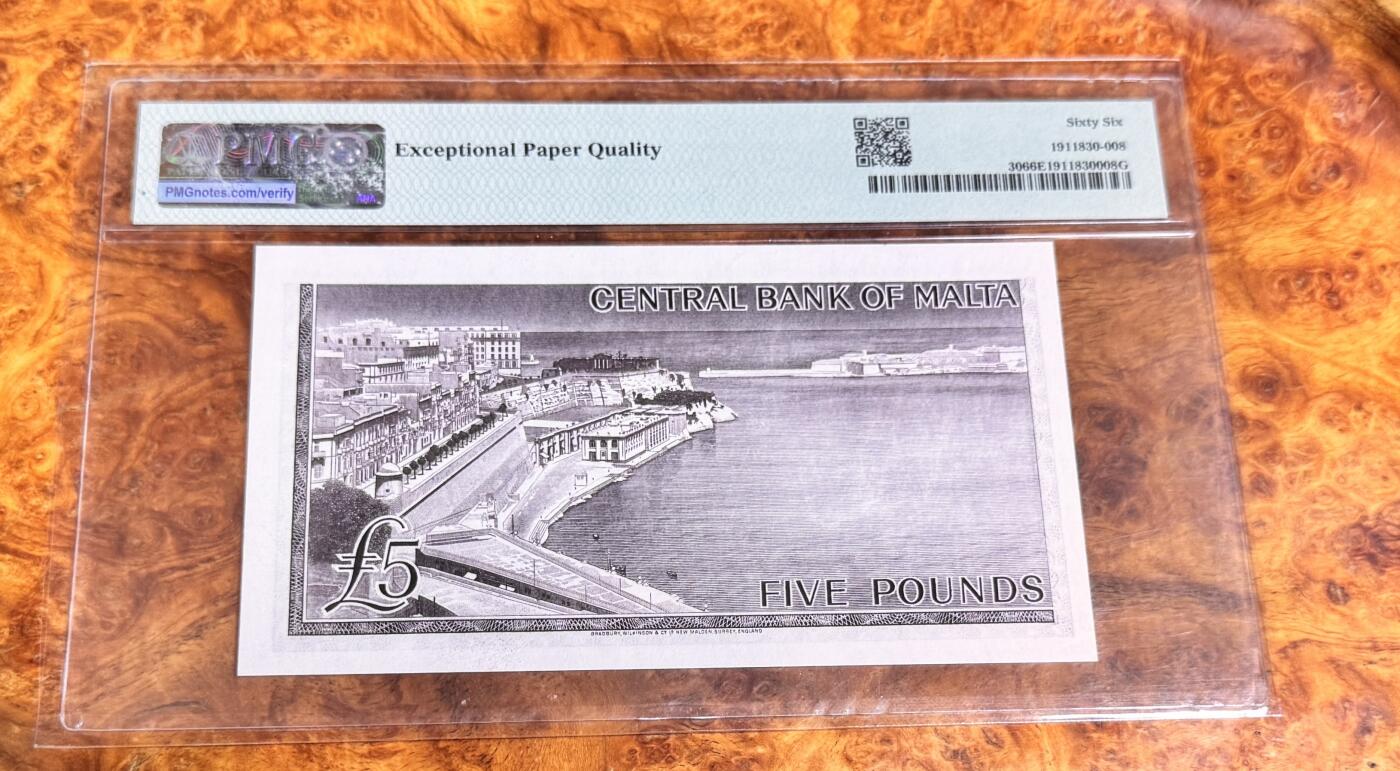 PMG
PMGnotes.com/verify
Exceptional Paper Quality
Sixty Six
1911830-008
3066E1911830008G
CENTRAL BANK OF MALTA
£5
FIVE POUNDS
BRADBURY, WILKINSON & Cº Lº NEW MALDEN, SURREY, ENGLAND